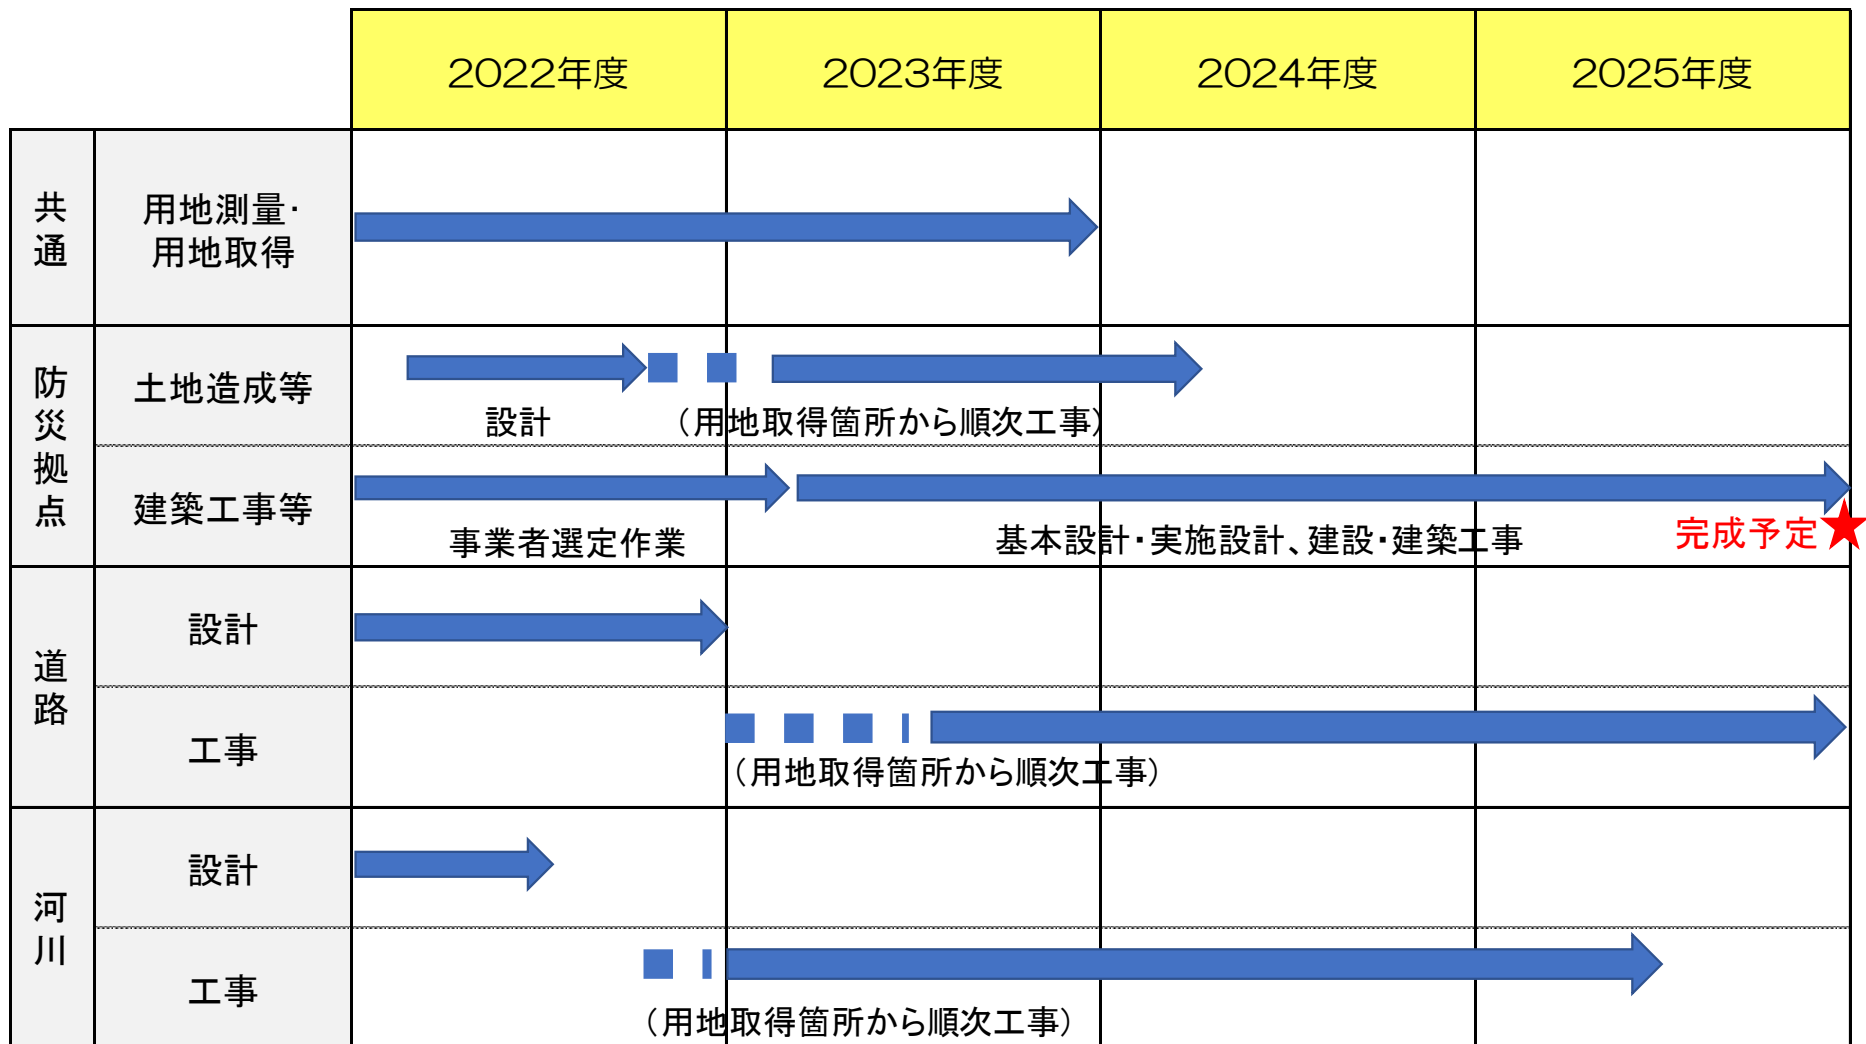 2022年度
2023年度
2024年度
2025年度
共通
用地測量・
用地取得
防災拠点
土地造成等
設計
（用地取得箇所から順次工事）
建築工事等
事業者選定作業
基本設計・実施設計、建設・建築工事
完成予定★
道路
設計
工事
（用地取得箇所から順次工事）
河川
設計
工事
（用地取得箇所から順次工事）